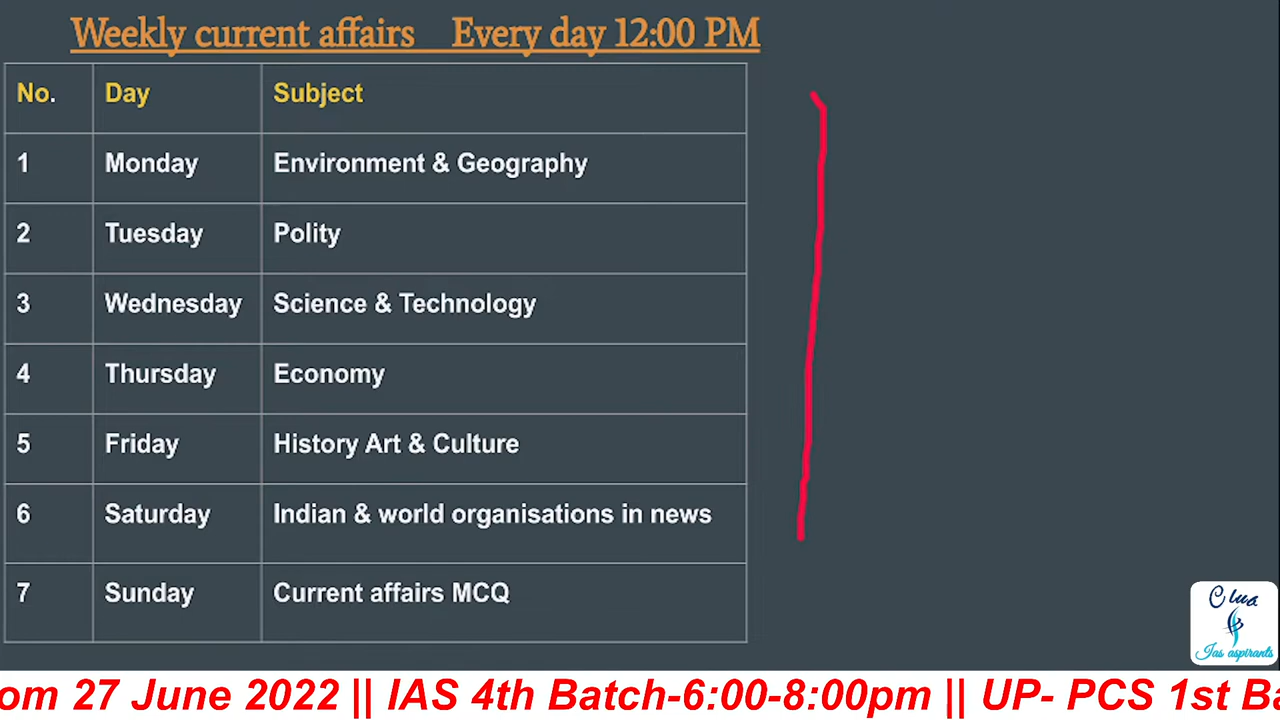 Weekly current affairs Every day 12:00 PM
No. Day Subject
1 Monday Environment & Geography
2 Tuesday Polity
3 Wednesday Science & Technology
4 Thursday Economy
5 Friday History Art & Culture
6 Saturday Indian & world organisations in news
7 Sunday Current affairs MCQ
Ias aspirants
om 27 June 2022 || IAS 4th Batch-6:00-8:00pm || UP- PCS 1st Ba